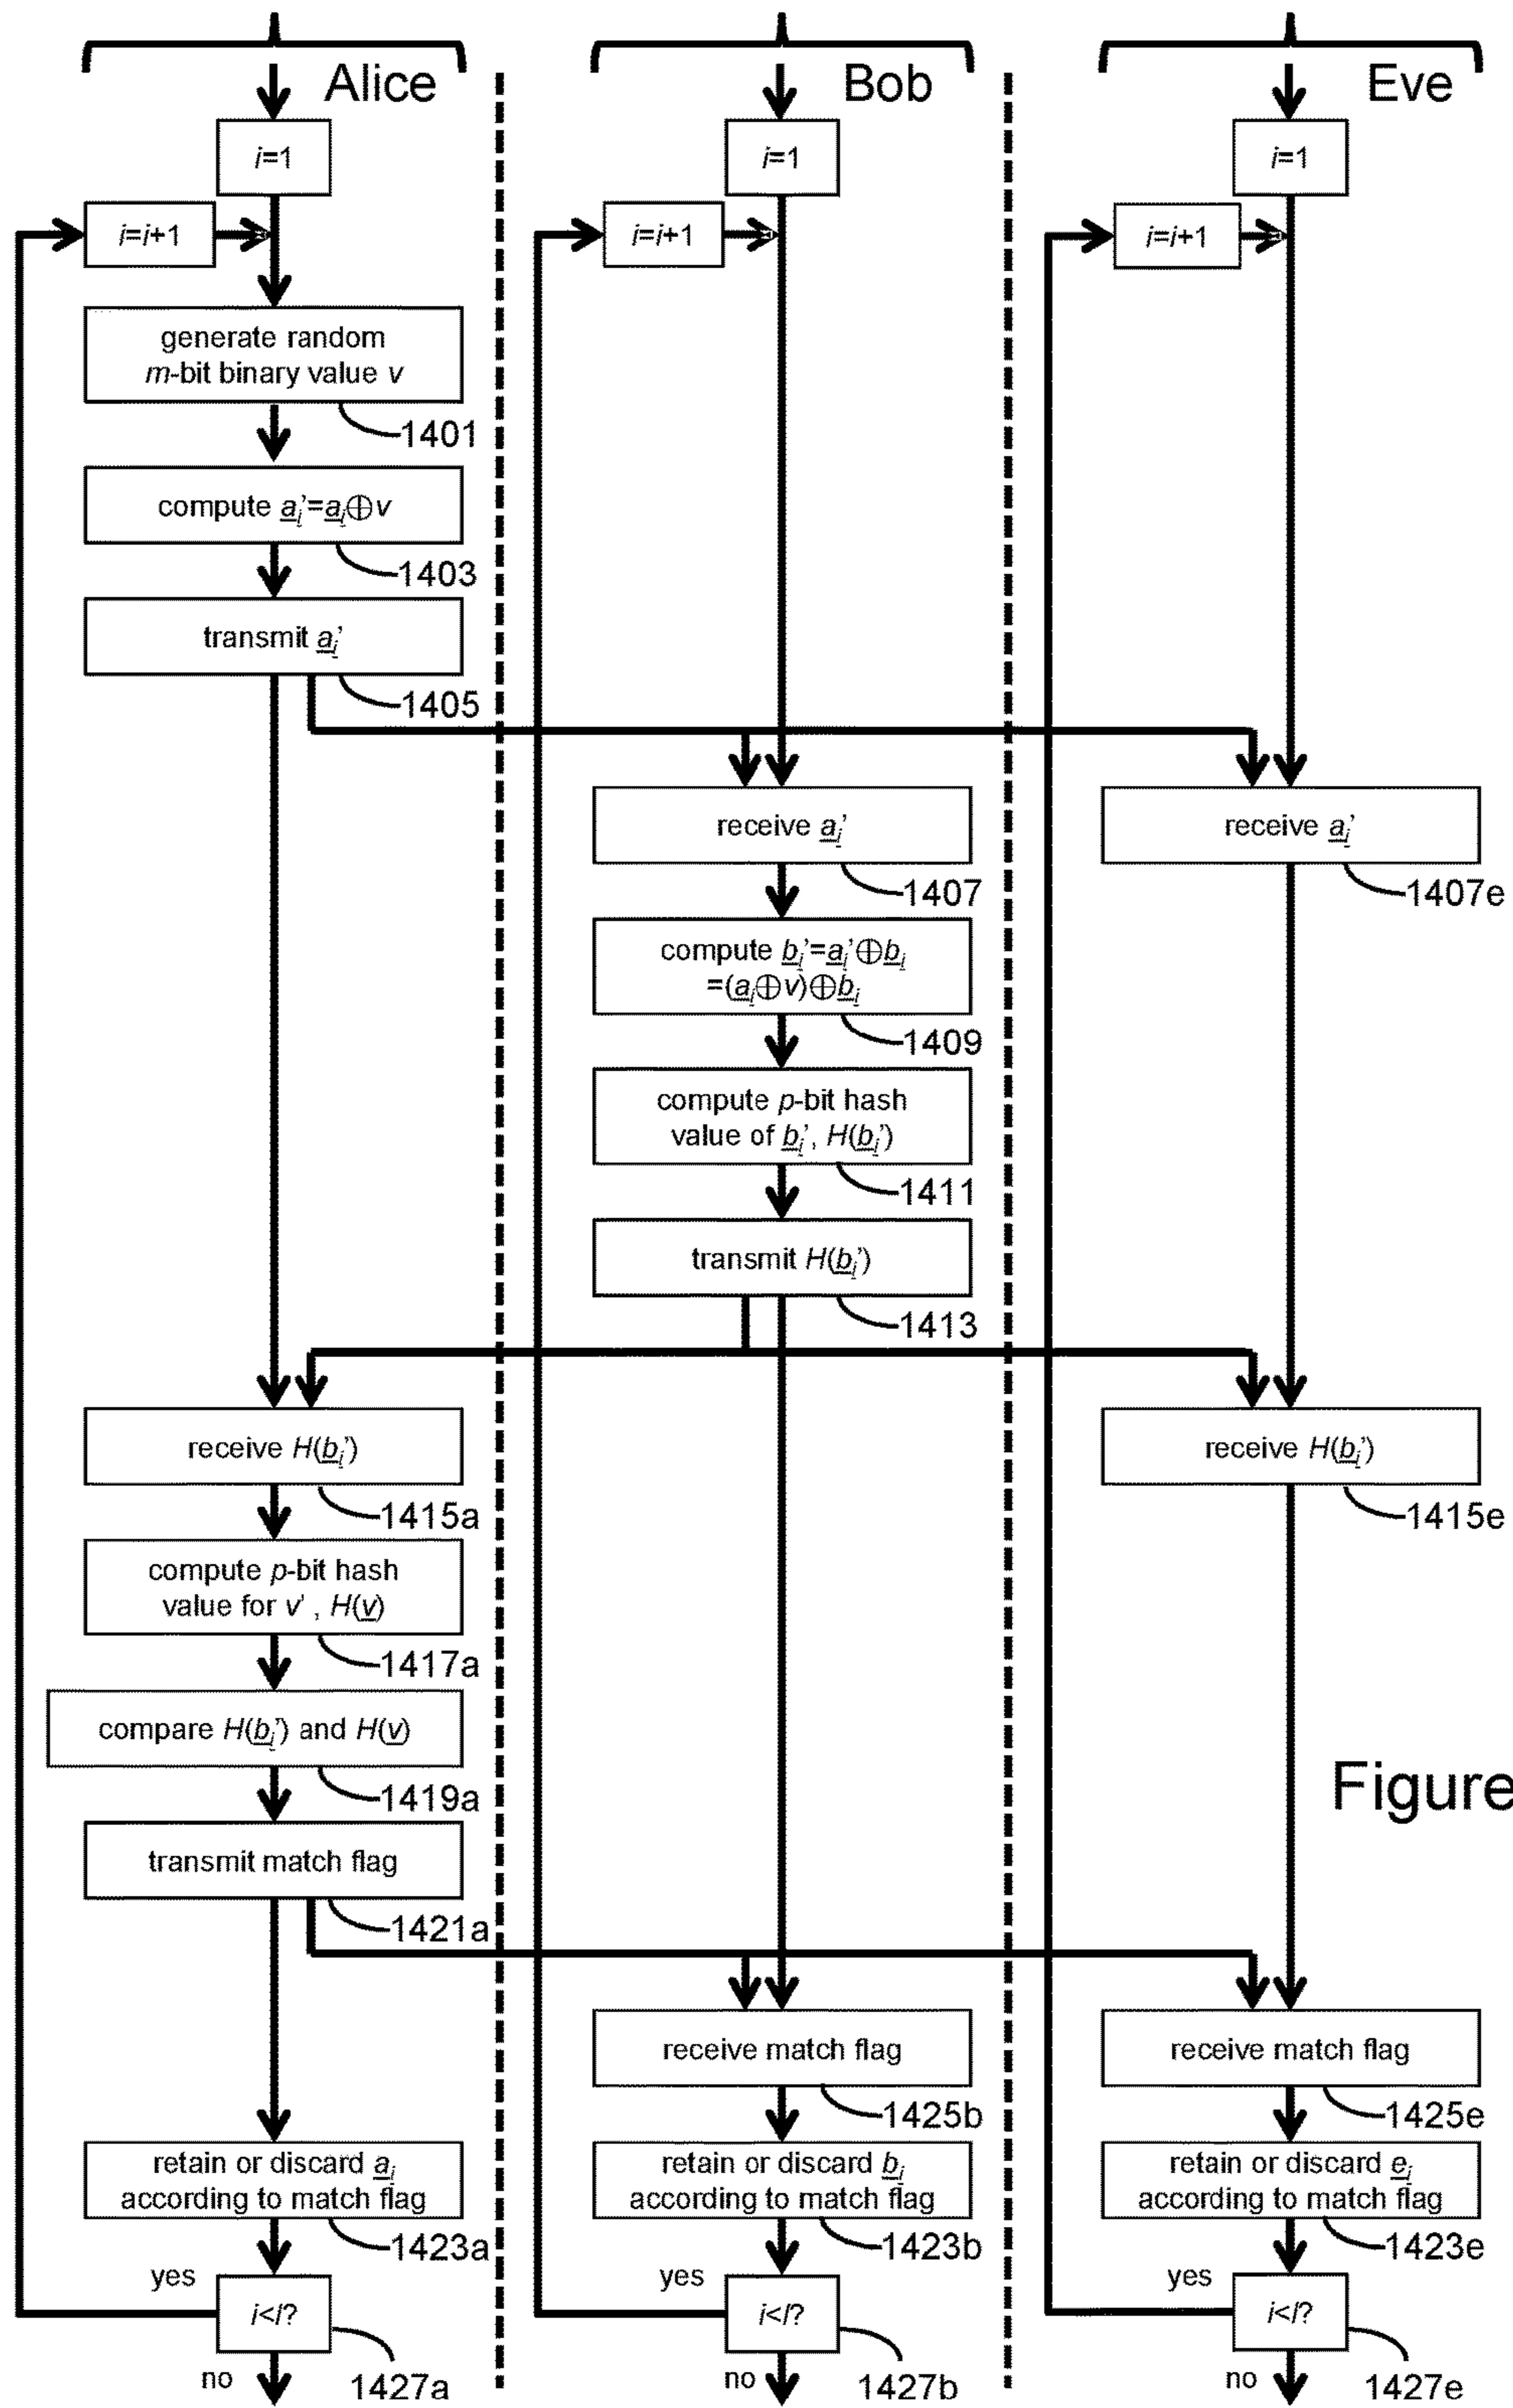 Alice
i=1
i=i+1
generate random
m-bit binary value v
1401
compute a_i'=a_i⊕v
1403
transmit a_i'
1405
receive H(b_i')
1415a
compute p-bit hash
value for v' , H(v)
1417a
compare H(b_i') and H(v)
1419a
transmit match flag
1421a
retain or discard a_i
according to match flag
1423a
yes
i<I?
no
1427a
Bob
i=1
i=i+1
receive a_i'
1407
compute b_i'=a_i'⊕b_i
=(a_i⊕v)⊕b_i
1409
compute p-bit hash
value of b_i', H(b_i')
1411
transmit H(b_i')
1413
receive match flag
1425b
retain or discard b_i
according to match flag
1423b
yes
i<I?
no
1427b
Eve
i=1
i=i+1
receive a_i'
1407e
receive H(b_i')
1415e
Figure
receive match flag
1425e
retain or discard e_i
according to match flag
1423e
yes
i<I?
no
1427e